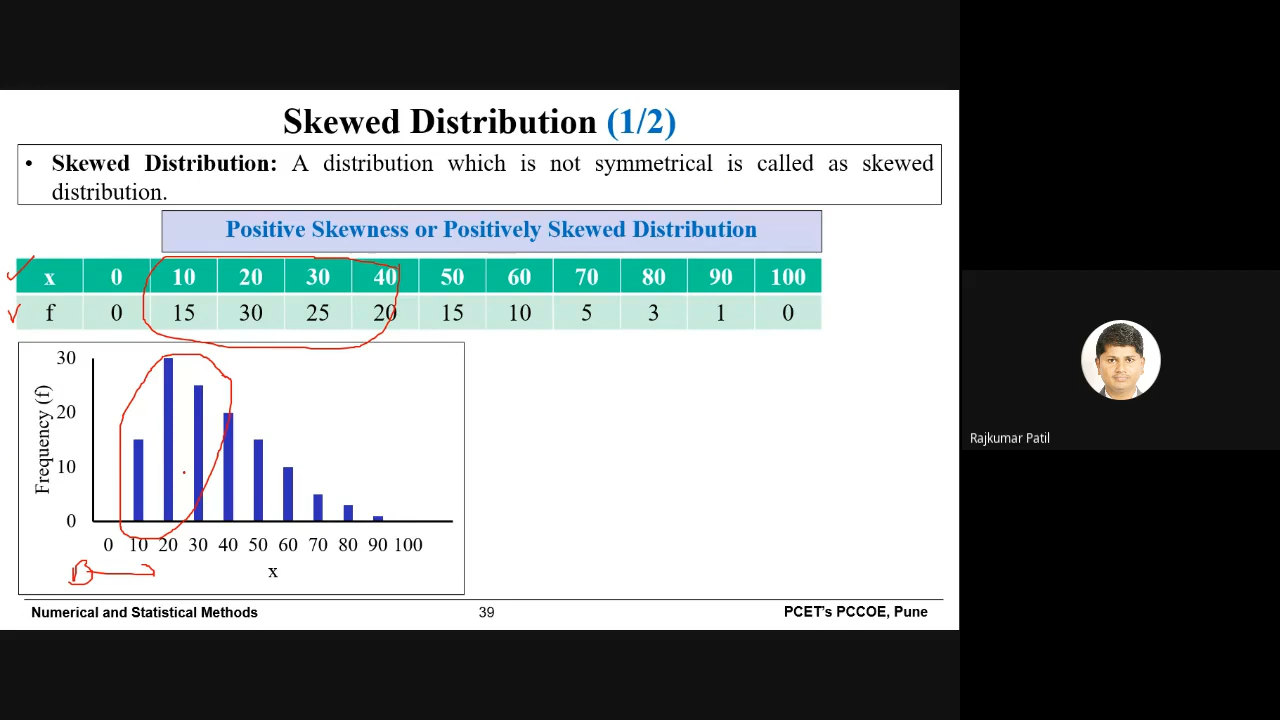 Skewed Distribution (1/2)
• Skewed Distribution: A distribution which is not symmetrical is called as skewed
distribution.
Positive Skewness or Positively Skewed Distribution
x 0 10 20 30 40 50 60 70 80 90 100
f 0 15 30 25 20 15 10 5 3 1 0
30
20
10
0
Frequency (f)
0 10 20 30 40 50 60 70 80 90 100
x
Rajkumar Patil
Numerical and Statistical Methods 39 PCET's PCCOE, Pune